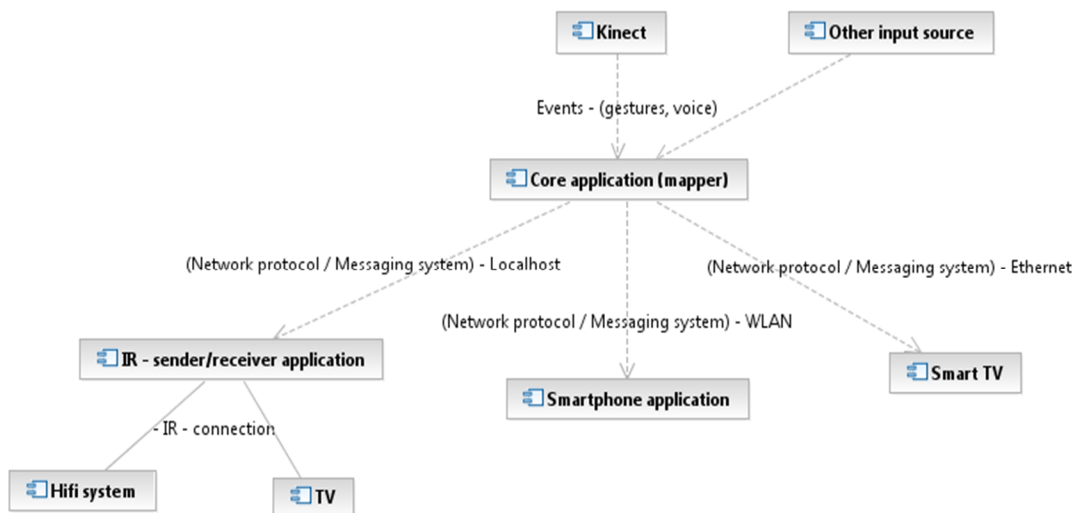 Kinect
Other input source
Events - (gestures, voice)
Core application (mapper)
(Network protocol / Messaging system) - Localhost
(Network protocol / Messaging system) - Ethernet
(Network protocol / Messaging system) - WLAN
IR - sender/receiver application
Smart TV
Smartphone application
- IR - connection
Hifi system
TV